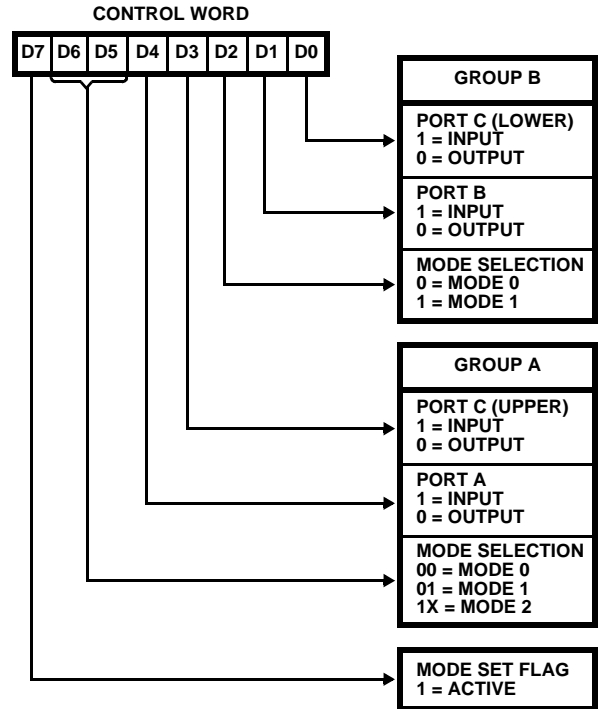 CONTROL WORD
D7 D6 D5 D4 D3 D2 D1 D0
GROUP B
PORT C (LOWER)
1 = INPUT
0 = OUTPUT
PORT B
1 = INPUT
0 = OUTPUT
MODE SELECTION
0 = MODE 0
1 = MODE 1
GROUP A
PORT C (UPPER)
1 = INPUT
0 = OUTPUT
PORT A
1 = INPUT
0 = OUTPUT
MODE SELECTION
00 = MODE 0
01 = MODE 1
1X = MODE 2
MODE SET FLAG
1 = ACTIVE